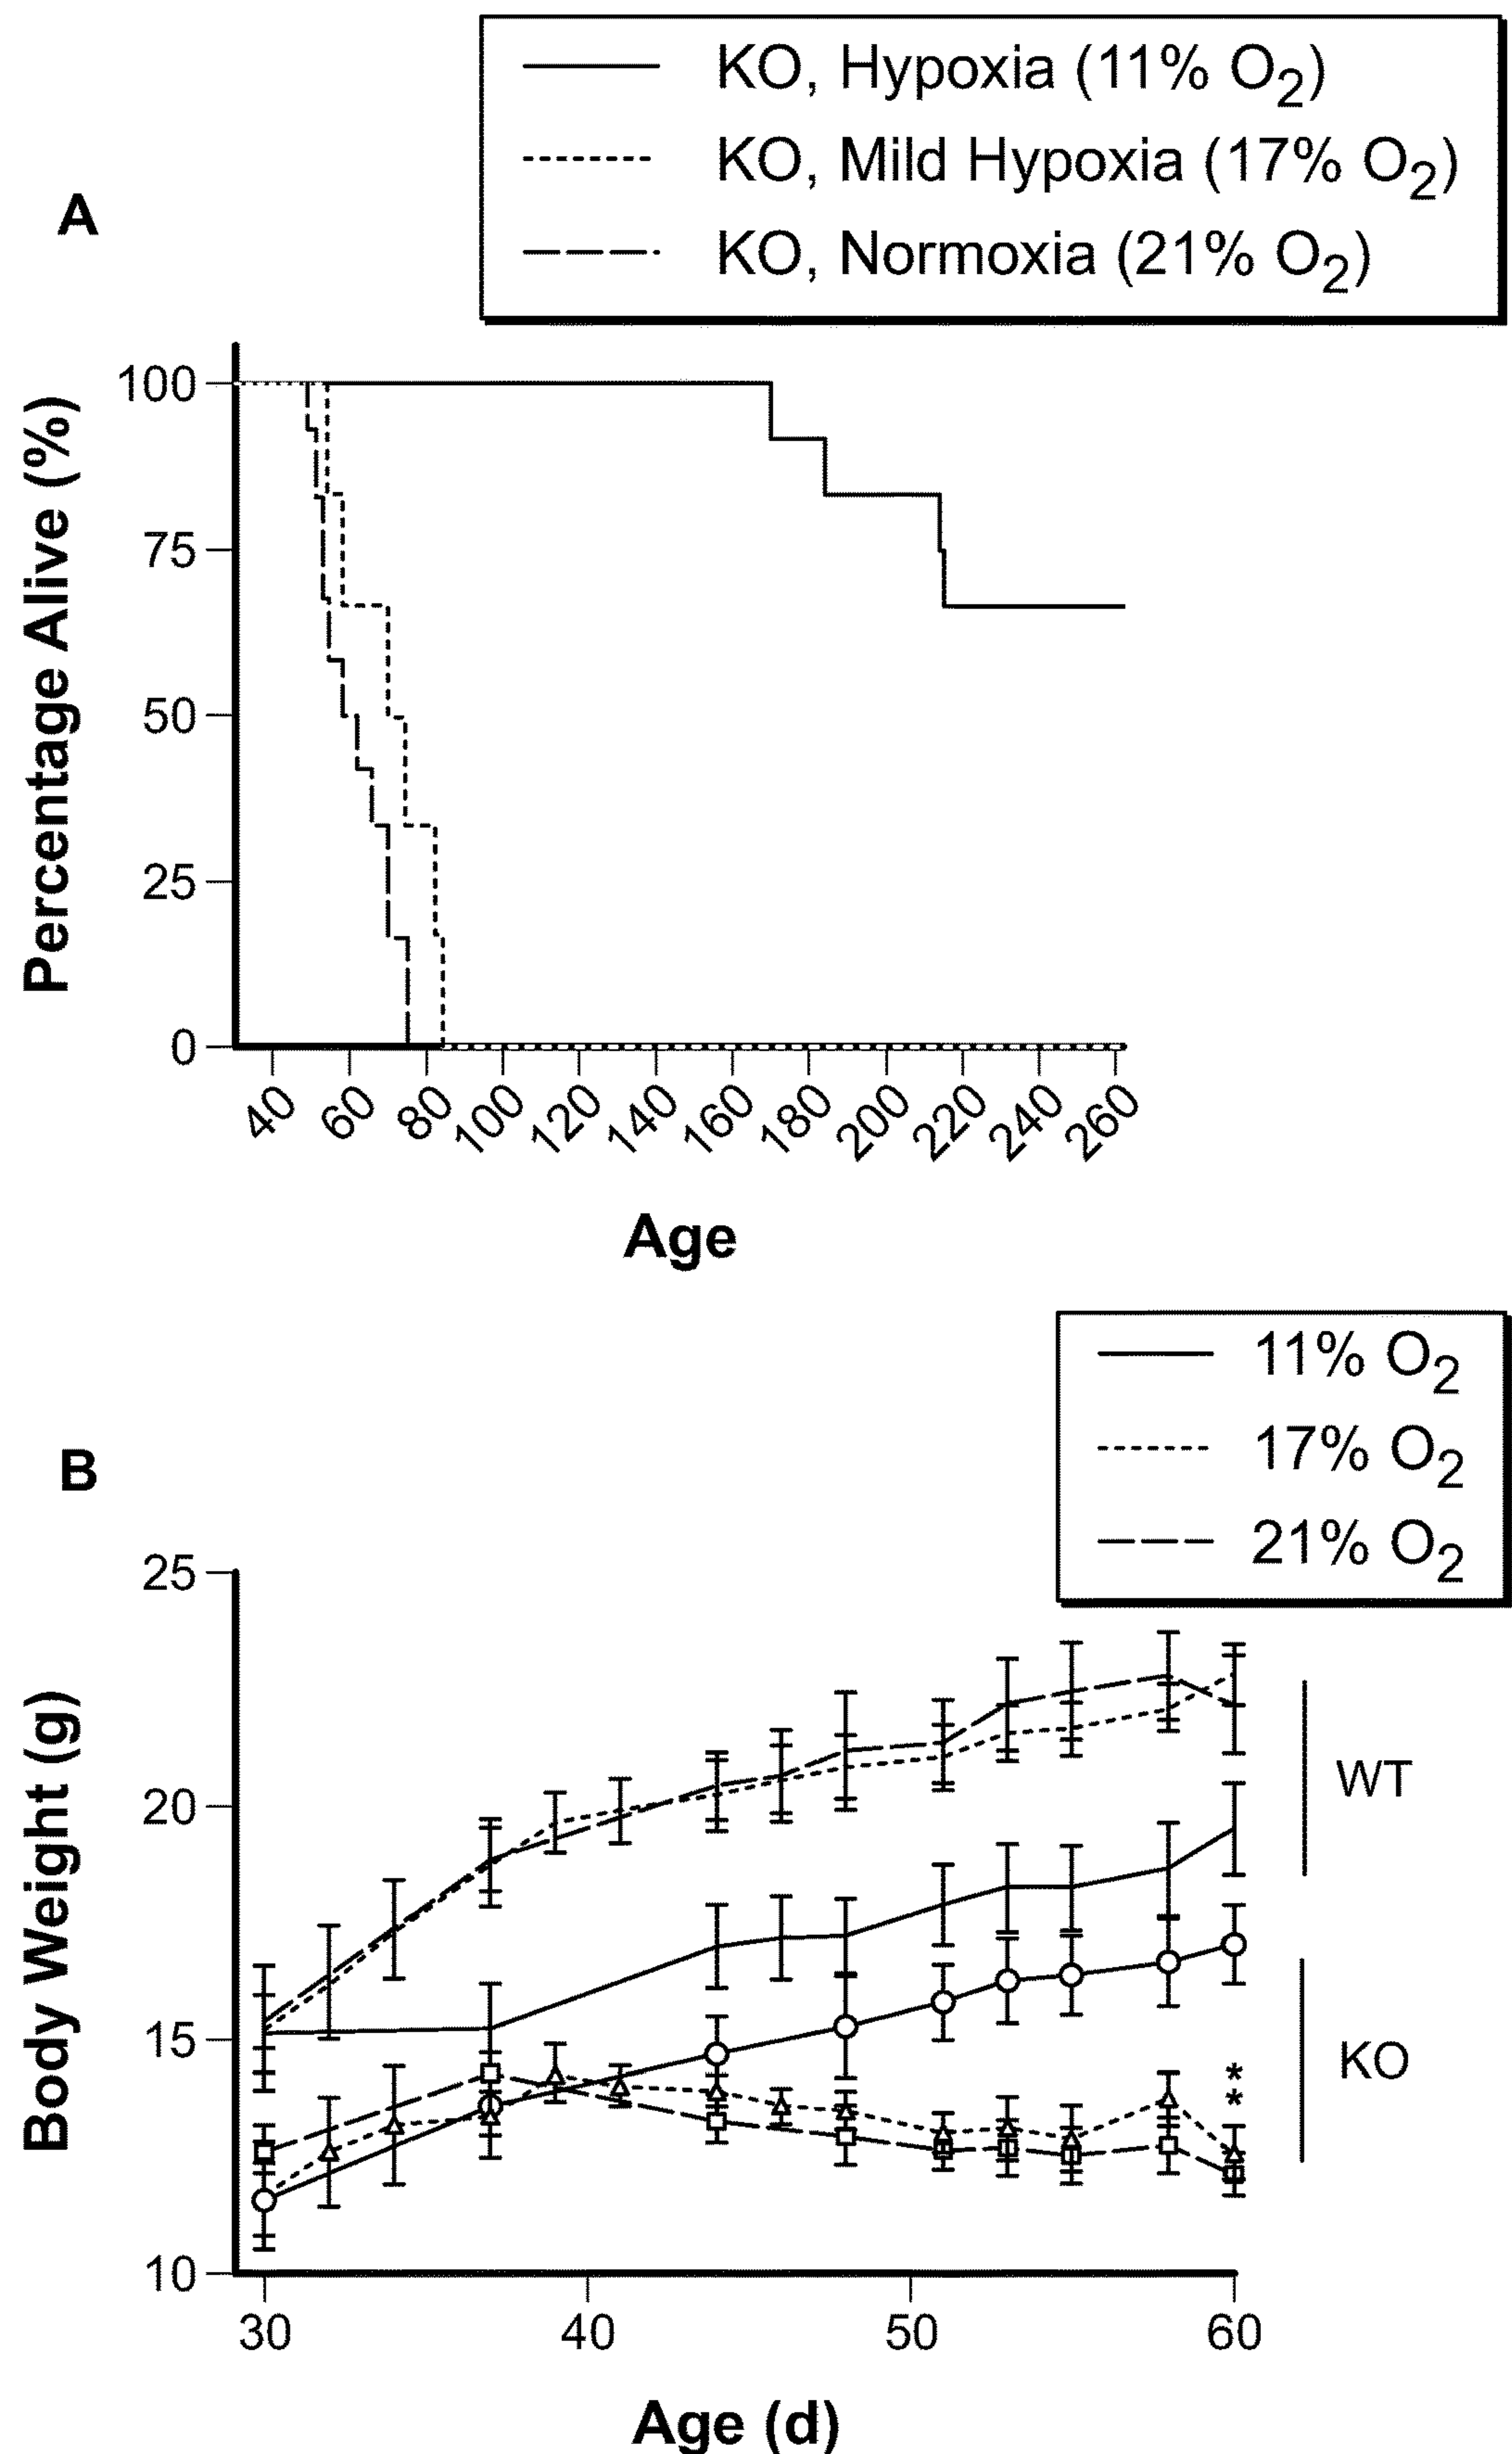 KO, Hypoxia (11% O2)
KO, Mild Hypoxia (17% O2)
KO, Normoxia (21% O2)
A
Percentage Alive (%)
100
75
50
25
0
40 60 80 100 120 140 160 180 200 220 240 260
Age
11% O2
17% O2
21% O2
B
Body Weight (g)
25
20
15
10
WT
KO
*
*
30 40 50 60
Age (d)